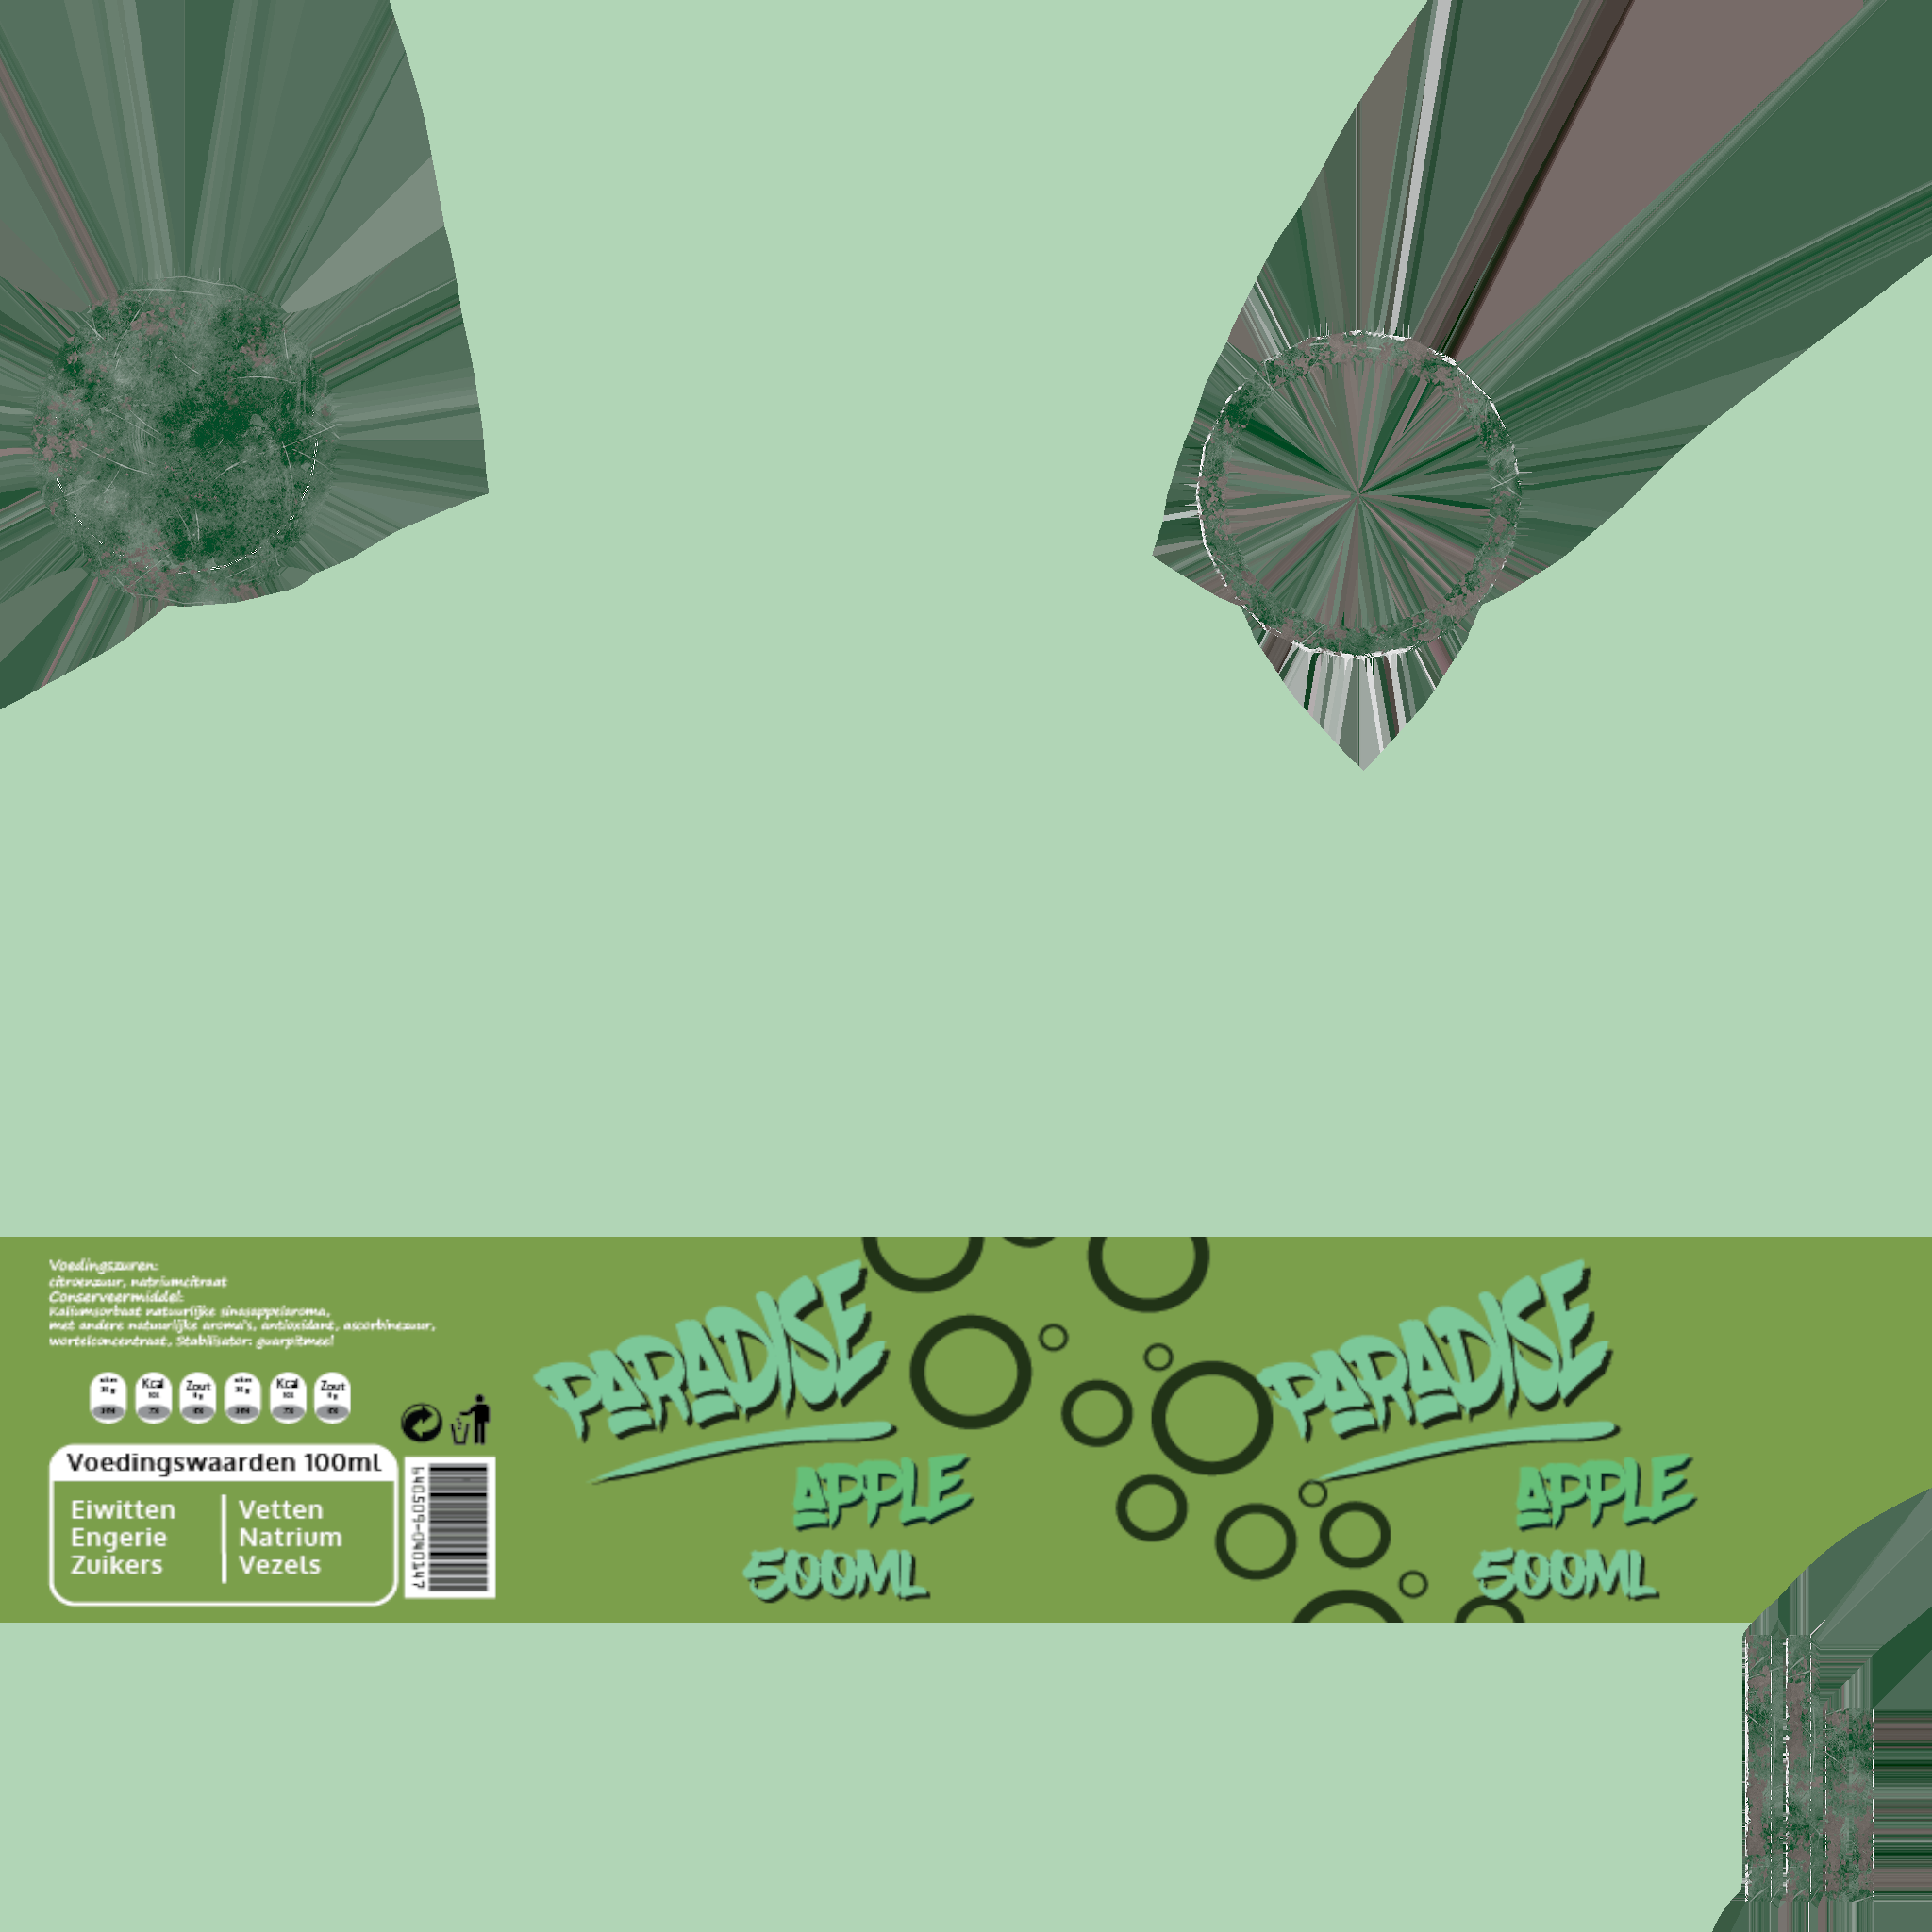 Voedingszuren:
citroenzuur, natriumcitraat
Conserveermiddel:
Kaliumsorbaat natuurlijke sinasappelaroma,
met andere natuurlijke aroma's, antioxidant, ascorbinezuur,
wortelconcentraat, Stabilisator: guarpitmeel
Kcal Zout Kcal Zout
Voedingswaarden 100ml
Eiwitten Vetten
Engerie Natrium
Zuikers Vezels
PARADISE
APPLE
500ML
PARADISE
APPLE
500ML